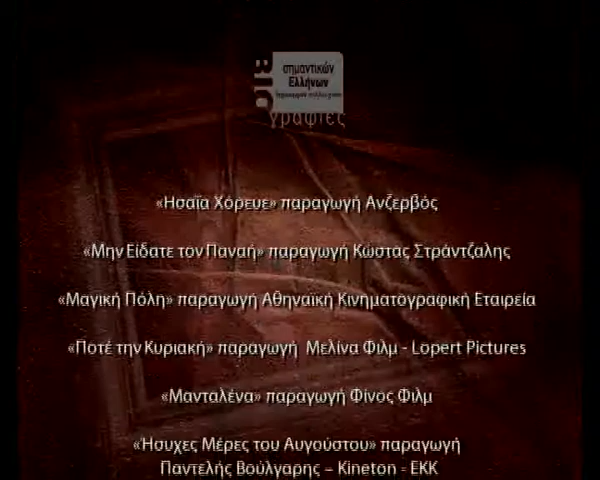 ΒΙΟ
σημαντικών
Ελλήνων
γραφίες
«Ησαΐα Χόρευε» παραγωγή Ανζερβός
«Μην Είδατε τον Παναή» παραγωγή Κώστας Στράντζαλης
«Μαγική Πόλη» παραγωγή Αθηναϊκή Κινηματογραφική Εταιρεία
«Ποτέ την Κυριακή» παραγωγή Μελίνα Φιλμ - Lopert Pictures
«Μανταλένα» παραγωγή Φίνος Φιλμ
«Ήσυχες Μέρες του Αυγούστου» παραγωγή
Παντελής Βούλγαρης – Kineton - ΕΚΚ